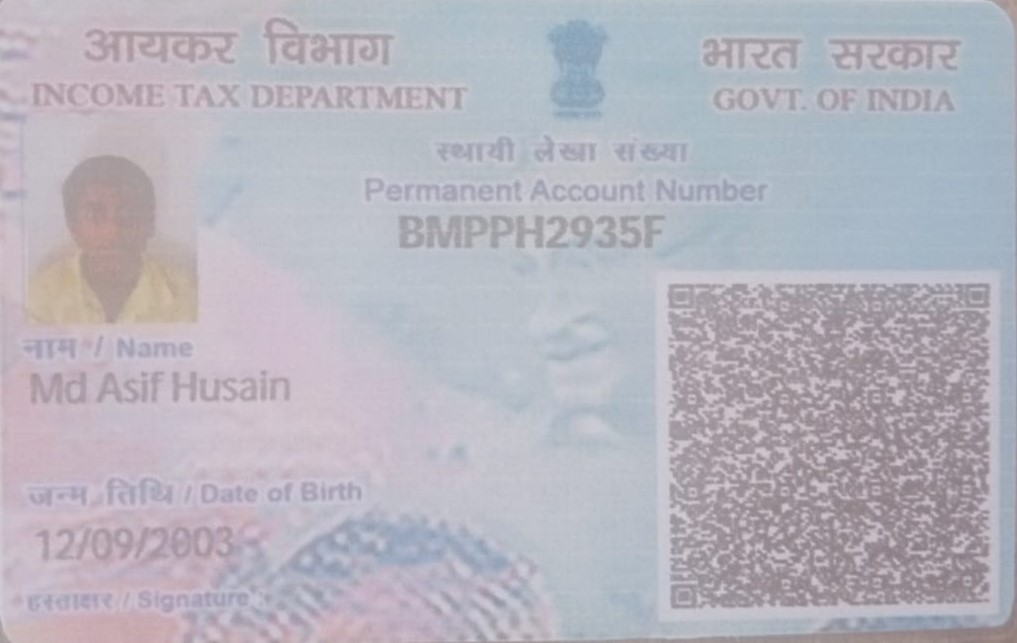 आयकर विभाग
INCOME TAX DEPARTMENT
भारत सरकार
GOVT. OF INDIA
स्थायी लेखा संख्या
Permanent Account Number
BMPPH2935F
नाम / Name
Md Asif Husain
जन्म तिथि / Date of Birth
12/09/2003
हस्ताक्षर / Signature